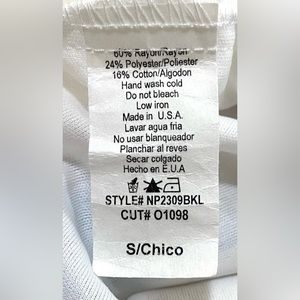 60% Rayon/Rayon
24% Polyester/Poliester
16% Cotton/Algodon
Hand wash cold
Do not bleach
Low iron
Made in U.S.A.
Lavar agua fria
No usar blanqueador
Planchar al reves
Secar colgado
Hecho en E.U.A
STYLE# NP2309BKL
CUT# O1098
S/Chico